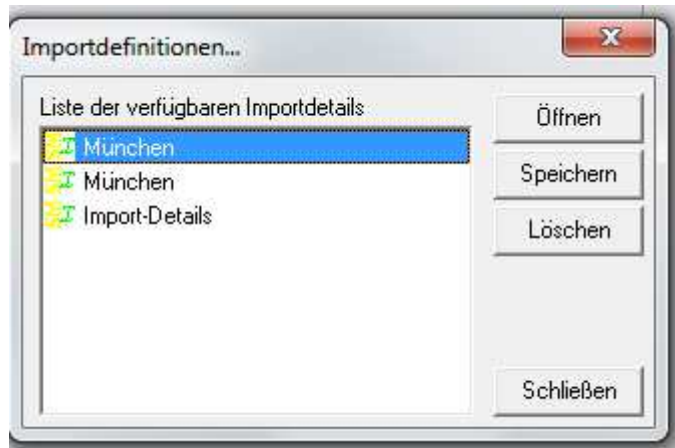 Importdefinitionen...
Liste der verfügbaren Importdetails
München
München
Import-Details
Öffnen
Speichern
Löschen
Schließen